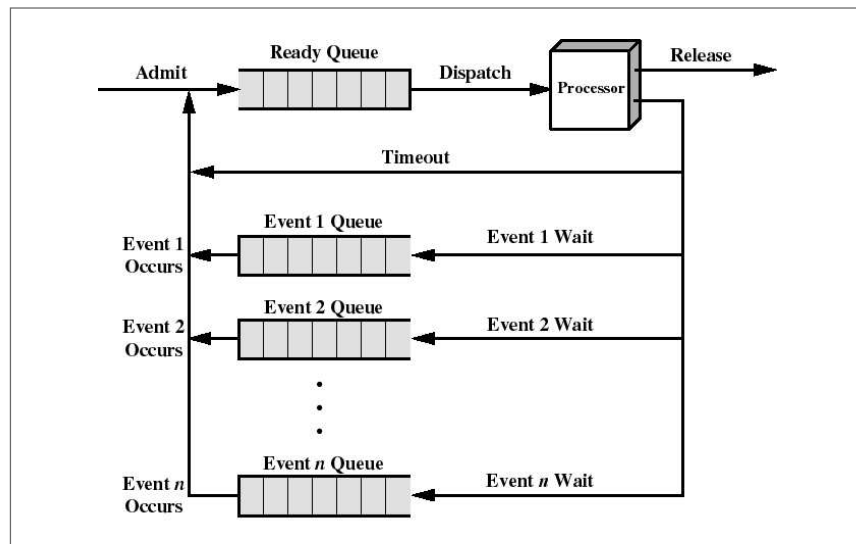 Ready Queue
Admit
Dispatch
Processor
Release
Timeout
Event 1 Queue
Event 1
Occurs
Event 1 Wait
Event 2 Queue
Event 2
Occurs
Event 2 Wait
Event n Queue
Event n
Occurs
Event n Wait